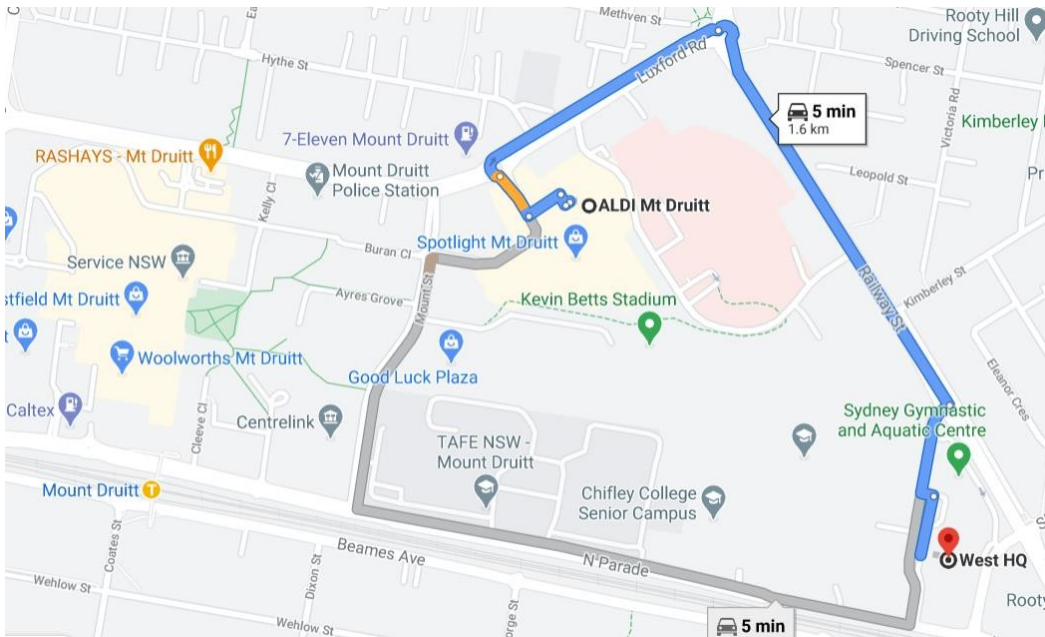 Methven St
Rooty Hill
Driving School
Hythe St
Luxford Rd
Spencer St
Victoria Rd
5 min
1.6 km
Kimberley
7-Eleven Mount Druitt
RASHAYS - Mt Druitt
Mount Druitt
Police Station
Leopold St
Kelly Cl
ALDI Mt Druitt
Spotlight Mt Druitt
Buran Cl
Service NSW
Railway St
Kimberley St
Ayres Grove
Mount St
Kevin Betts Stadium
stfield Mt Druitt
Woolworths Mt Druitt
Good Luck Plaza
Eleanor Cres
Caltex
Cleeve Cl
Centrelink
Sydney Gymnastic
and Aquatic Centre
TAFE NSW -
Mount Druitt
Mount Druitt
T
Chifley College
Senior Campus
Coates St
Beames Ave
N Parade
West HQ
Dixon St
Wehlow St
Wehlow St
orge St
Rooty
5 min